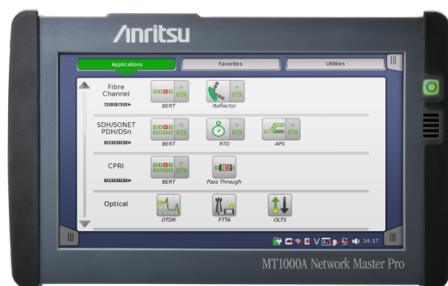 Anritsu
Applications
Favorites
Utilities
Fibre
Channel
BERT
Reflector
SDH/SONET
PDH/DSn
BERT
RTD
APS
CPRI
BERT
Pass Through
Optical
OTDR
FTTA
OLTS
14:17
MT1000A Network Master Pro